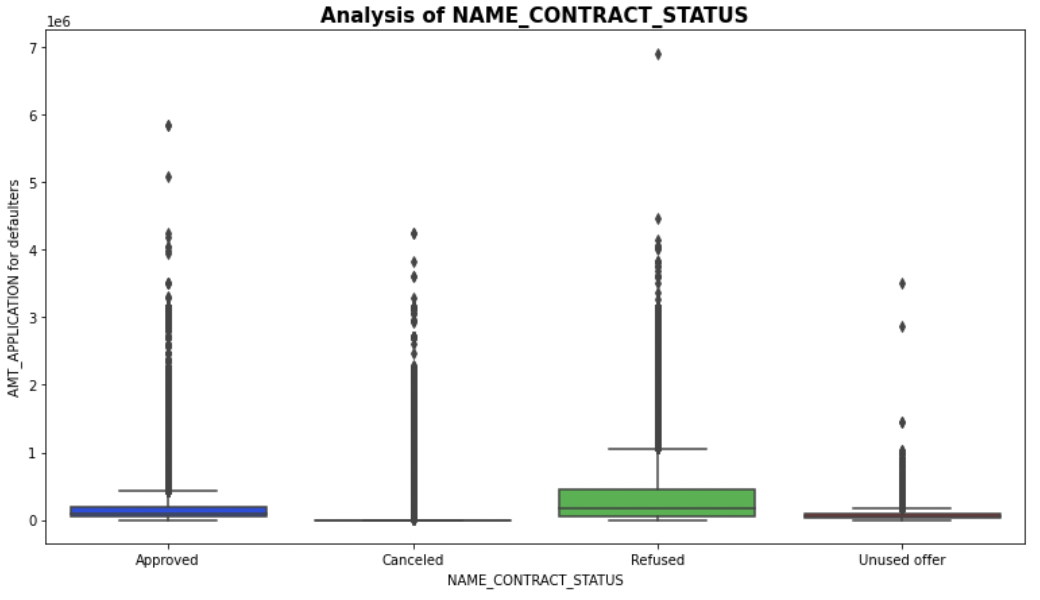 Analysis of NAME_CONTRACT_STATUS
1e6
7
6
5
4
3
2
1
0
AMT_APPLICATION for defaulters
Approved
Canceled
Refused
Unused offer
NAME_CONTRACT_STATUS